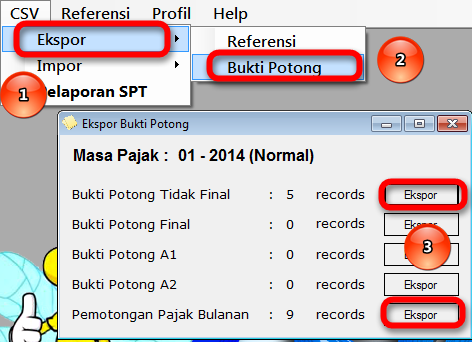 CSV Referensi Profil Help
Ekspor Referensi
Impor Bukti Potong
2
1 elaporan SPT
Ekspor Bukti Potong
Masa Pajak : 01 - 2014 (Normal)
Bukti Potong Tidak Final : 5 records Ekspor
Bukti Potong Final : 0 records Ekspor
Bukti Potong A1 : 0 records
3
Bukti Potong A2 : 0 records Ekspor
Pemotongan Pajak Bulanan : 9 records Ekspor